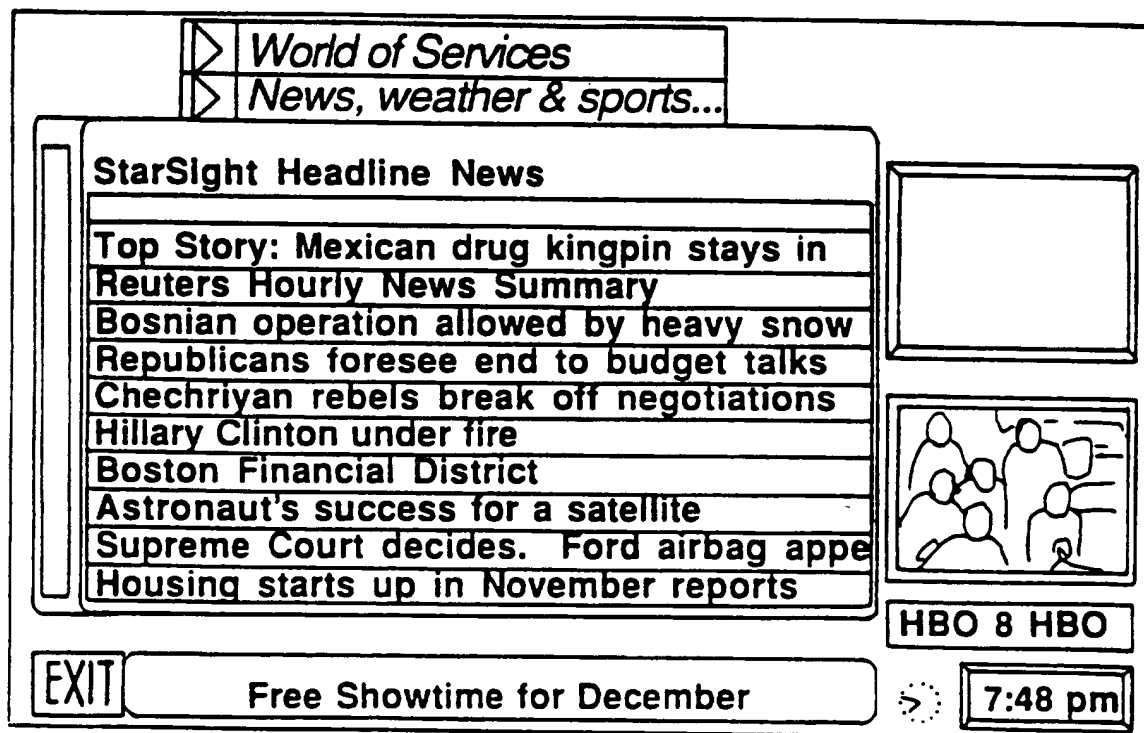 World of Services
News, weather & sports...
StarSight Headline News
Top Story: Mexican drug kingpin stays in
Reuters Hourly News Summary
Bosnian operation allowed by heavy snow
Republicans foresee end to budget talks
Chechriyan rebels break off negotiations
Hillary Clinton under fire
Boston Financial District
Astronaut's success for a satellite
Supreme Court decides. Ford airbag appe
Housing starts up in November reports
HBO 8 HBO
EXIT
Free Showtime for December
7:48 pm